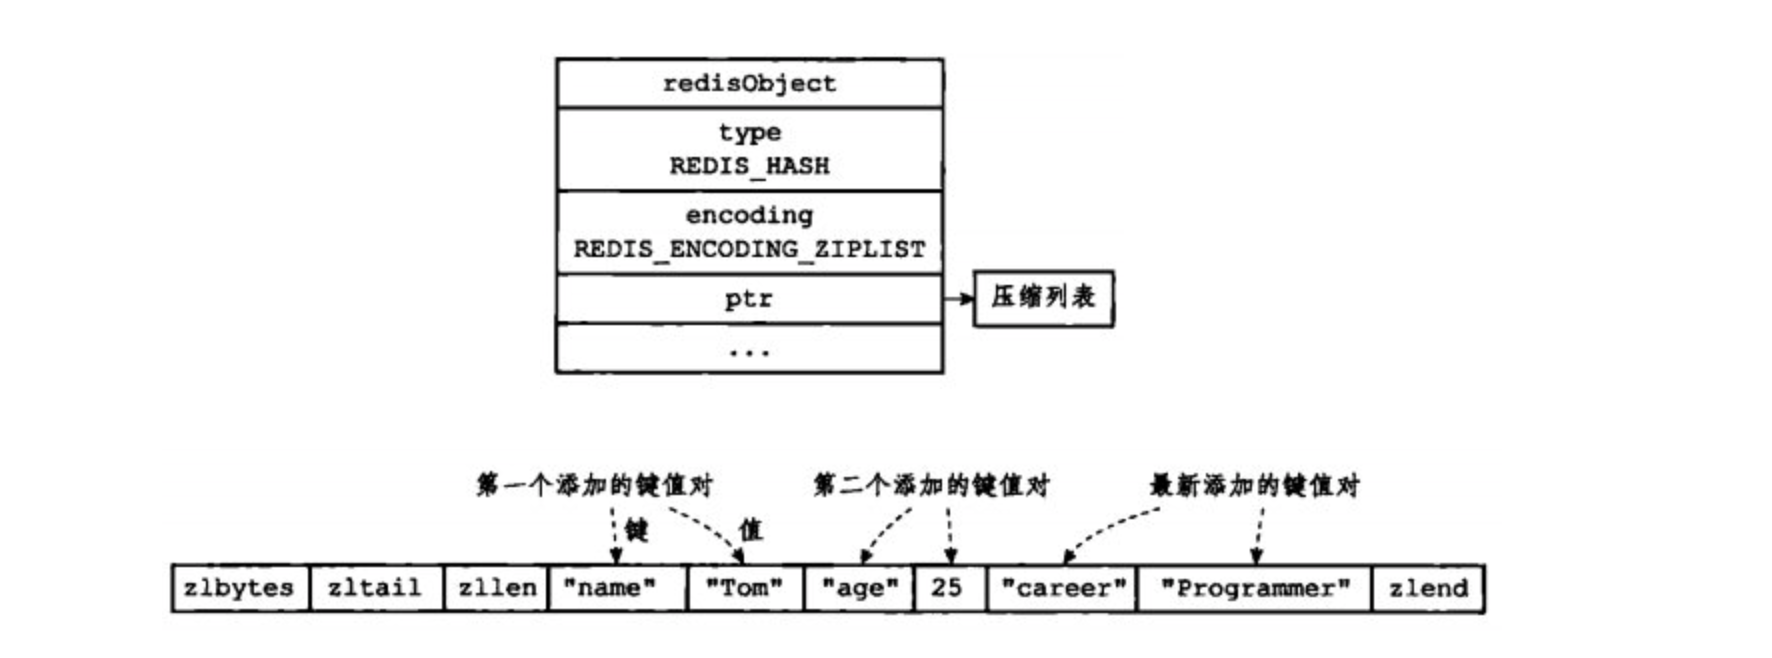 redisObject
type
REDIS_HASH
encoding
REDIS_ENCODING_ZIPLIST
ptr
压缩列表
...
第一个添加的键值对
第二个添加的键值对
最新添加的键值对
键
值
zlbytes
zltail
zllen
"name"
"Tom"
"age"
25
"career"
"Programmer"
zlend